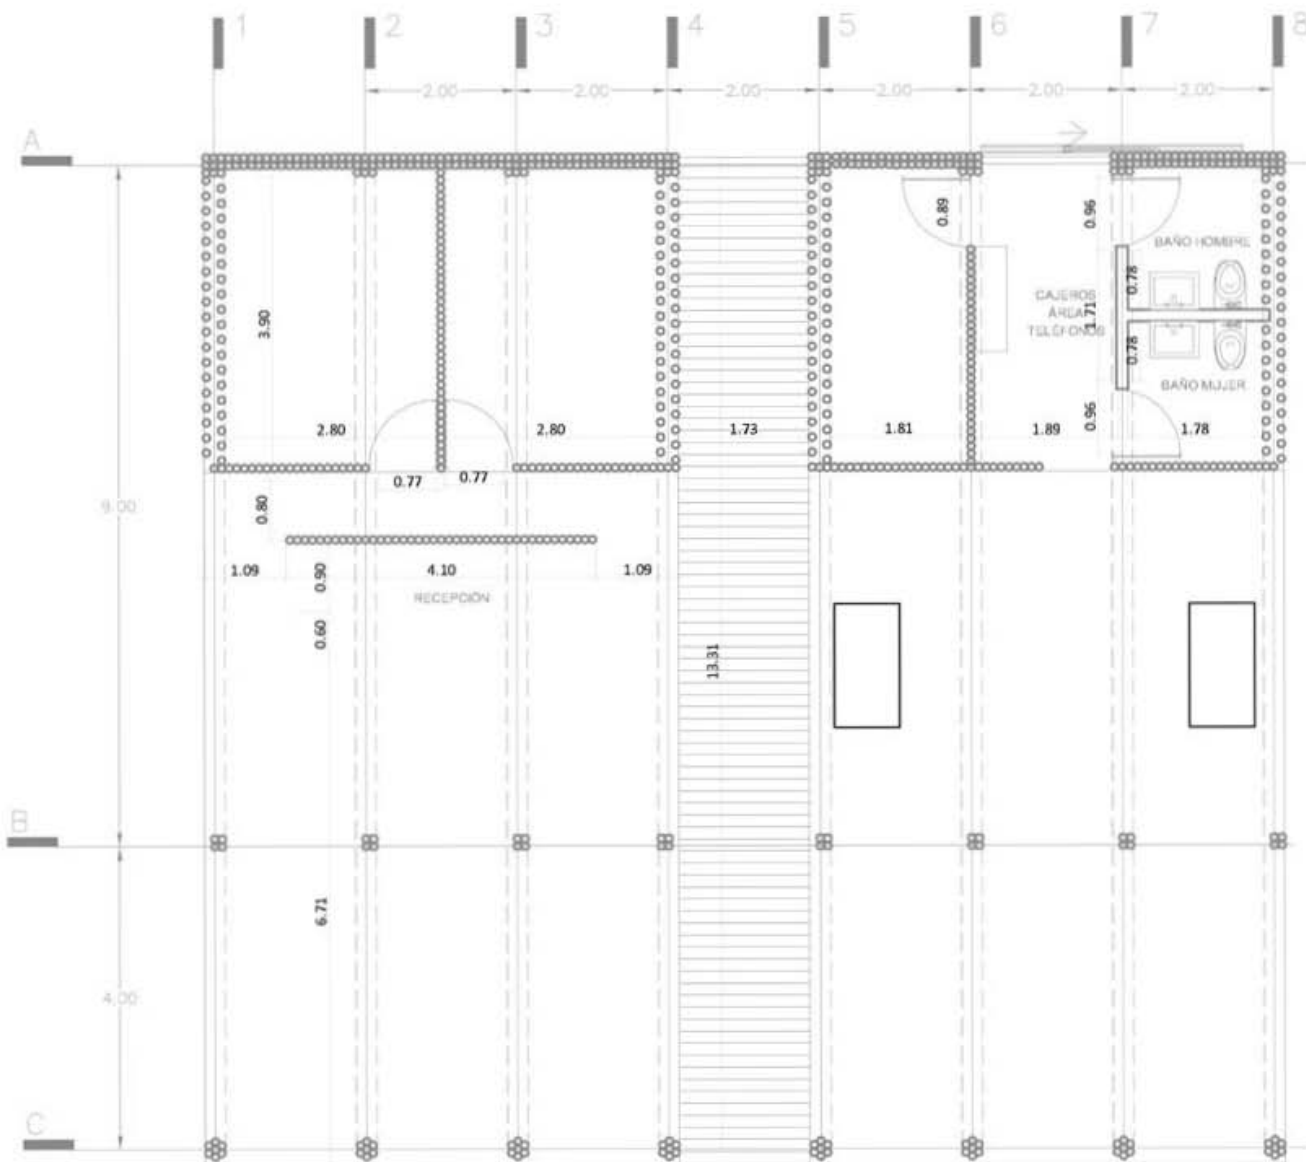 1 2 3 4 5 6 7 8
2.00 2.00 2.00 2.00 2.00 2.00
A
0.89
0.96
BAÑO HOMBRE
0.78
CAJEROS
ÁREA
TELÉFONOS
1.71
0.78
BAÑO MUJER
3.90
0.96
2.80 2.80 1.73 1.81 1.89 1.78
0.77 0.77
0.80
9.00
1.09 0.90 4.10 1.09
RECEPCIÓN
0.60
13.31
B
6.71
4.00
C